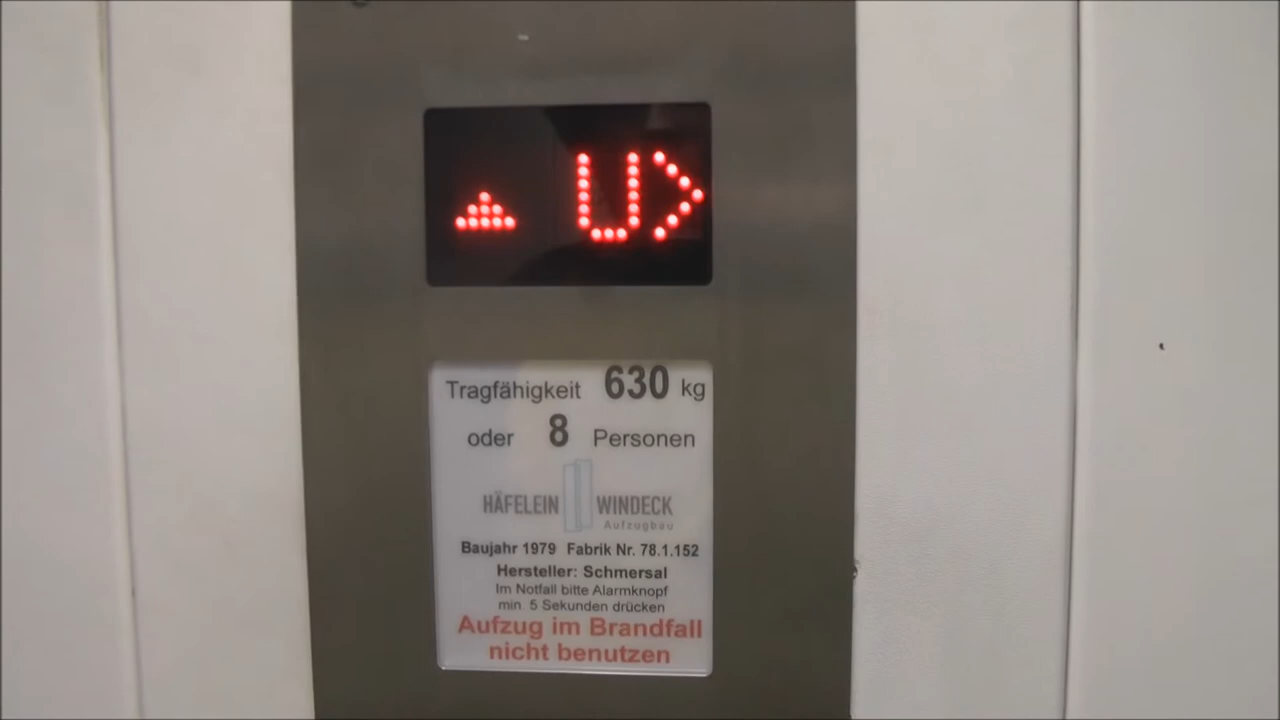 U>
Tragfähigkeit 630 kg
oder 8 Personen
HÄFELEIN WINDECK
Aufzugbau
Baujahr 1979 Fabrik Nr. 78.1.152
Hersteller: Schmersal
Im Notfall bitte Alarmknopf
min. 5 Sekunden drücken
Aufzug im Brandfall
nicht benutzen